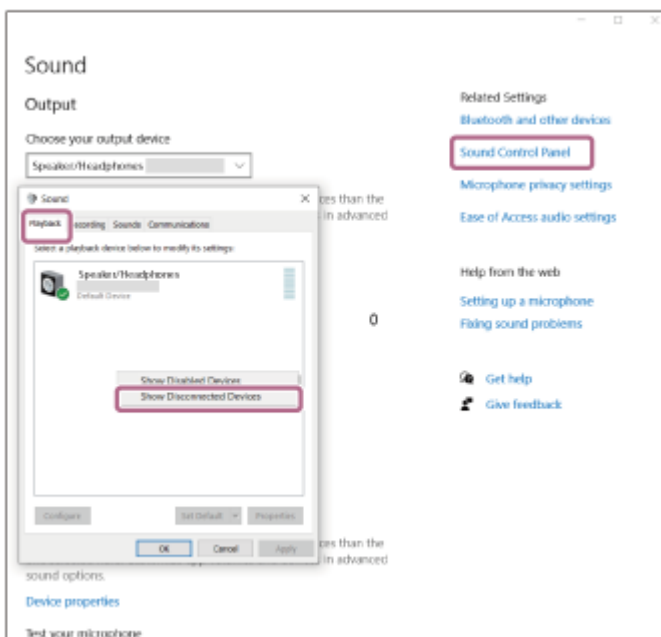 Sound
Output
Choose your output device
Speaker/Headphones
Sound
Playback
Recording
Sounds
Communications
Select a playback device below to modify its settings:
Speaker/Headphones
Default Device
Show Disabled Devices
Show Disconnected Devices
Configure
Set Default
Properties
OK
Cancel
Apply
ces than the
in advanced
0
ces than the
in advanced
sound options.
Device properties
Test your microphone
Related Settings
Bluetooth and other devices
Sound Control Panel
Microphone privacy settings
Ease of Access audio settings
Help from the web
Setting up a microphone
Fixing sound problems
Get help
Give feedback